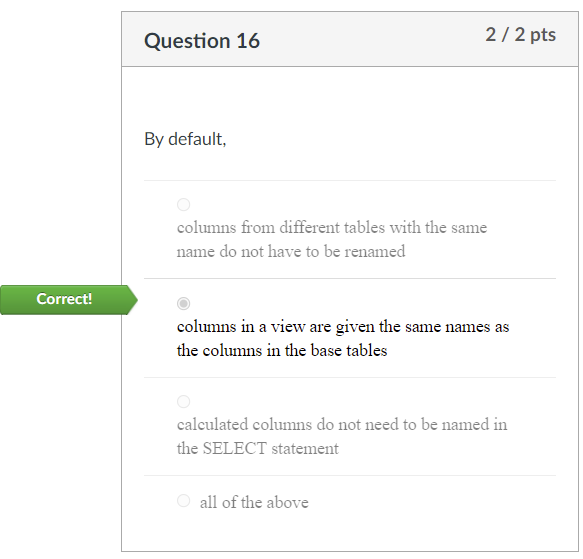 Question 16
2 / 2 pts
By default,
columns from different tables with the same
name do not have to be renamed
Correct!
columns in a view are given the same names as
the columns in the base tables
calculated columns do not need to be named in
the SELECT statement
all of the above